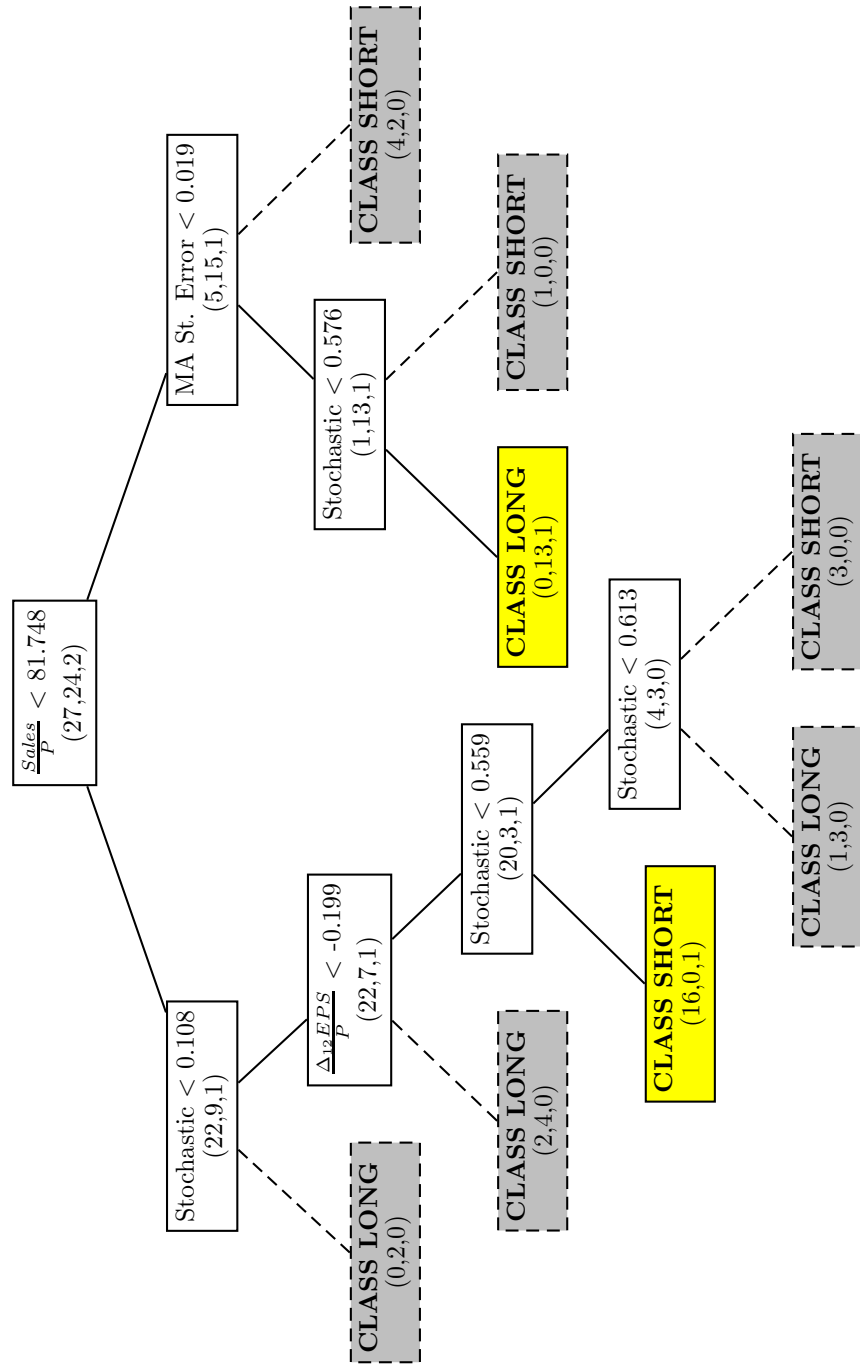 Sales/P < 81.748
(27,24,2)
Stochastic < 0.108
(22,9,1)
MA St. Error < 0.019
(5,15,1)
CLASS LONG
(0,2,0)
Δ₁₂EPS/P < -0.199
(22,7,1)
Stochastic < 0.576
(1,13,1)
CLASS SHORT
(4,2,0)
CLASS LONG
(2,4,0)
Stochastic < 0.559
(20,3,1)
CLASS LONG
(0,13,1)
CLASS SHORT
(1,0,0)
CLASS SHORT
(16,0,1)
Stochastic < 0.613
(4,3,0)
CLASS LONG
(1,3,0)
CLASS SHORT
(3,0,0)